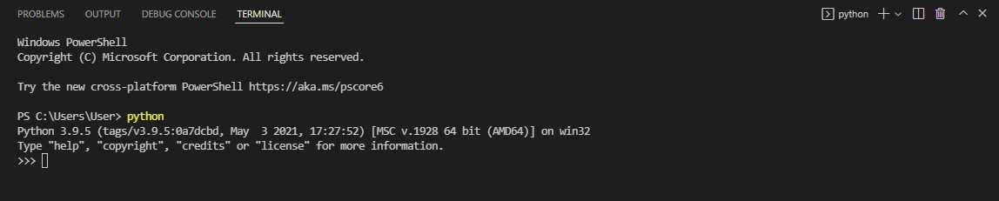 PROBLEMS OUTPUT DEBUG CONSOLE TERMINAL python
Windows PowerShell
Copyright (C) Microsoft Corporation. All rights reserved.
Try the new cross-platform PowerShell https://aka.ms/pscore6
PS C:\Users\User> python
Python 3.9.5 (tags/v3.9.5:0a7dcbd, May  3 2021, 17:27:52) [MSC v.1928 64 bit (AMD64)] on win32
Type "help", "copyright", "credits" or "license" for more information.
>>>